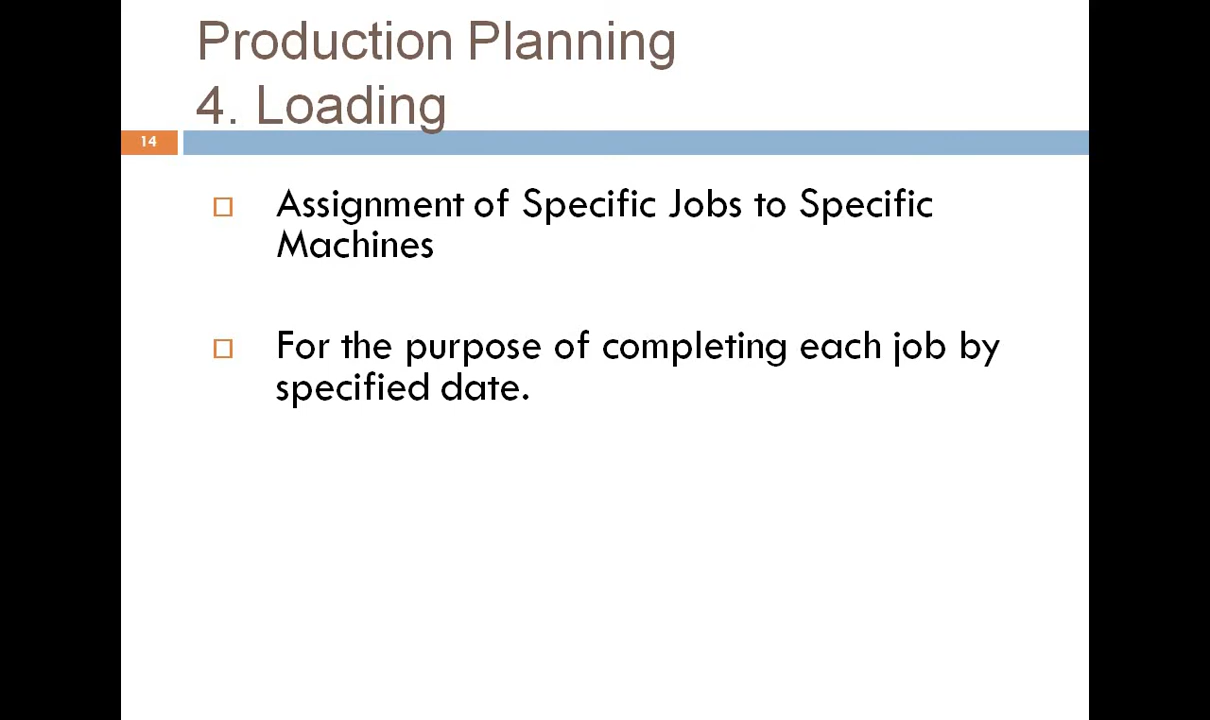 Production Planning
4. Loading
14
Assignment of Specific Jobs to Specific
Machines
For the purpose of completing each job by
specified date.